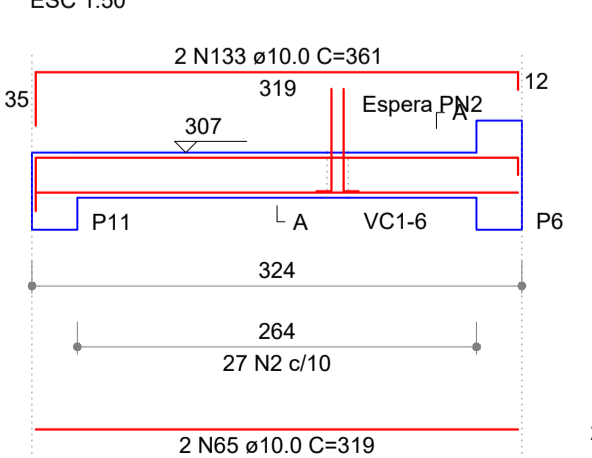 ESC 1:50
2 N133 ø10.0 C=361
35
319
12
Espera PN2
A
307
P11
A
VC1-6
P6
324
264
27 N2 c/10
2 N65 ø10.0 C=319